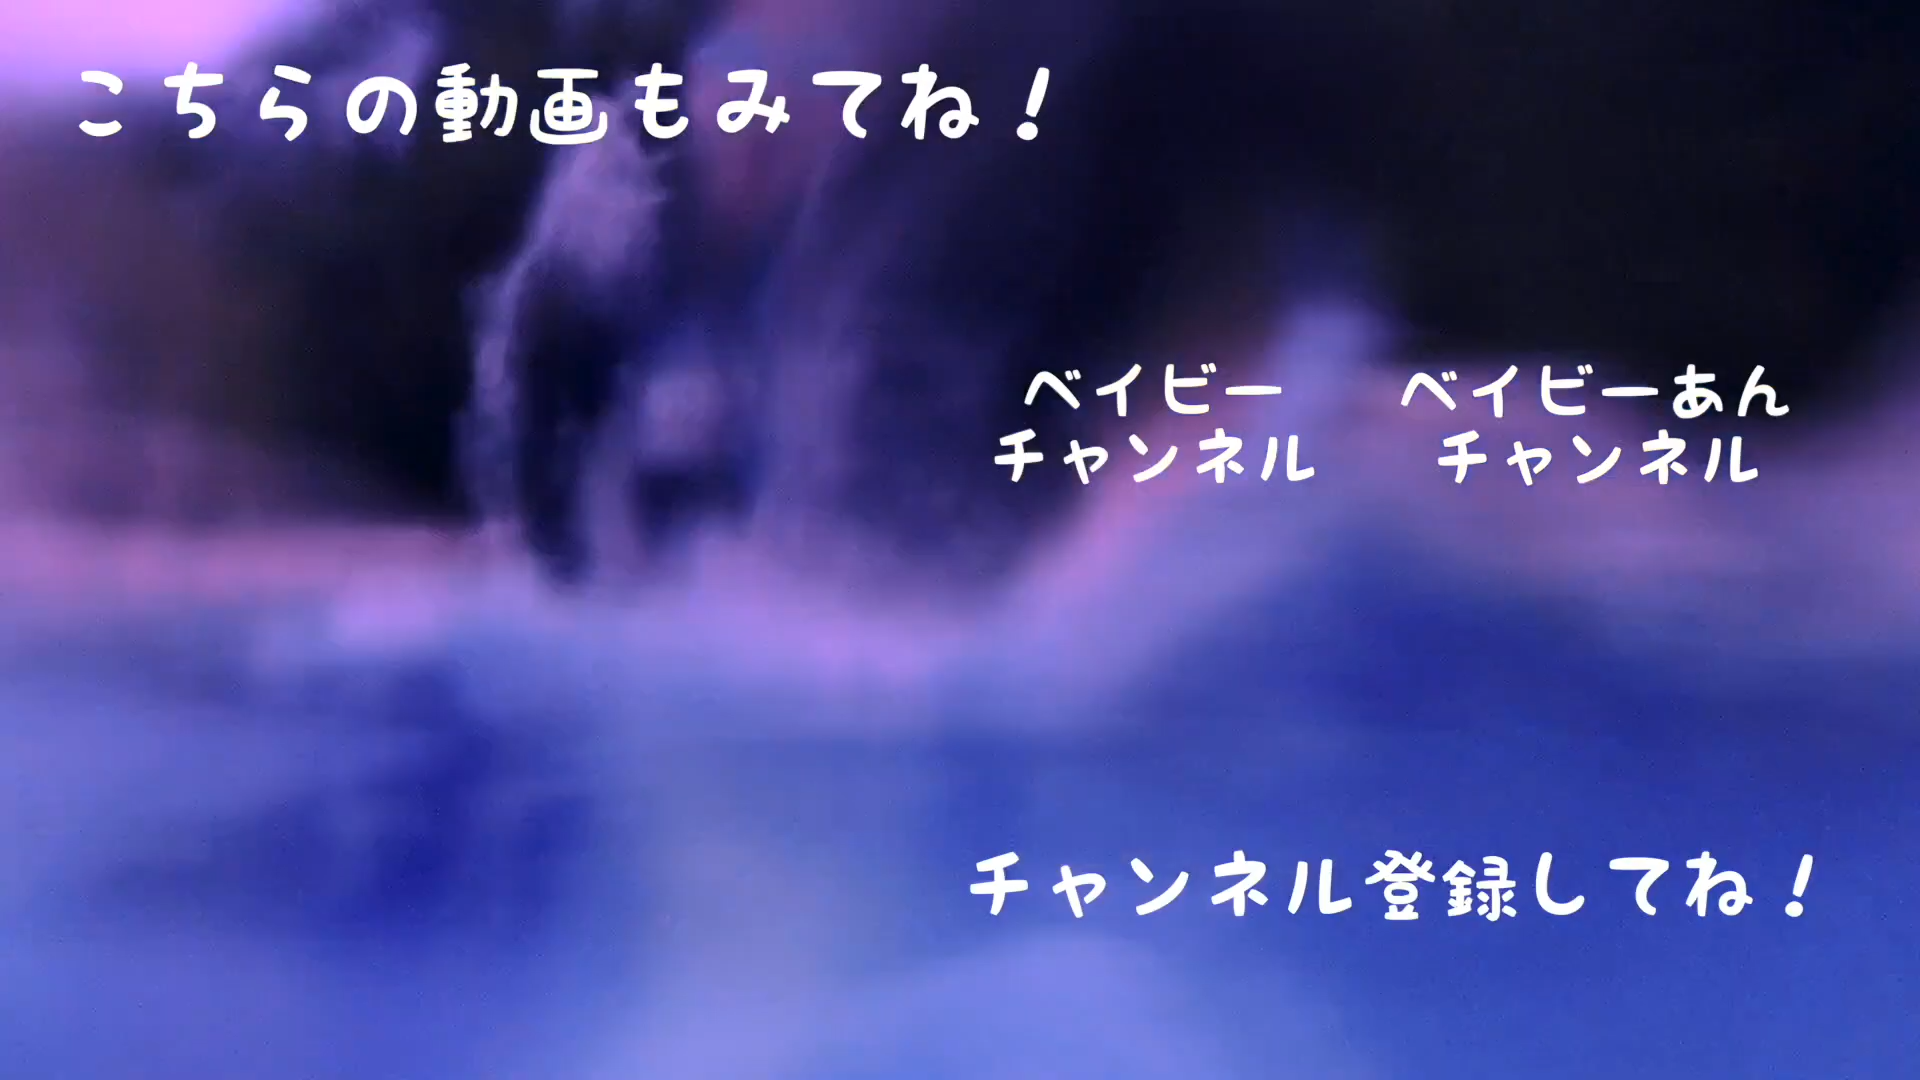 こちらの動画もみてね！
ベイビー
チャンネル
ベイビーあん
チャンネル
チャンネル登録してね！